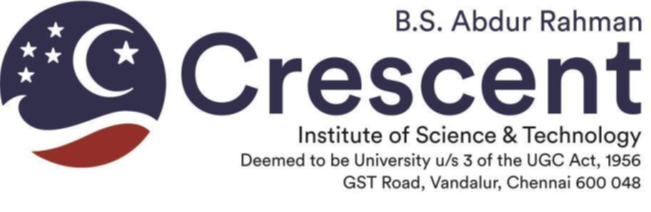 B.S. Abdur Rahman
Crescent
Institute of Science & Technology
Deemed to be University u/s 3 of the UGC Act, 1956
GST Road, Vandalur, Chennai 600 048